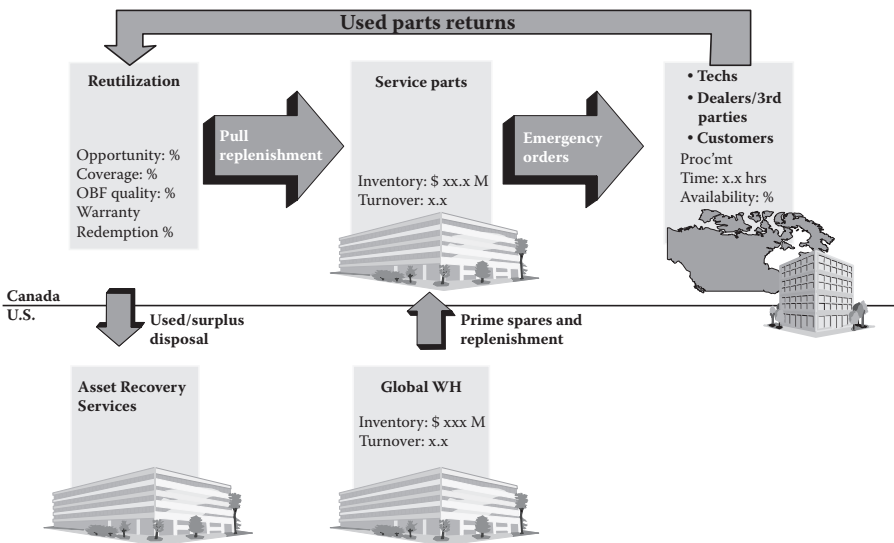 Used parts returns
Reutilization
Opportunity: %
Coverage: %
OBF quality: %
Warranty
Redemption %
Pull
replenishment
Service parts
Inventory: $ xx.x M
Turnover: x.x
Emergency
orders
• Techs
• Dealers/3rd
parties
• Customers
Proc'mt
Time: x.x hrs
Availability: %
Canada
U.S.
Used/surplus
disposal
Prime spares and
replenishment
Asset Recovery
Services
Global WH
Inventory: $ xxx M
Turnover: x.x